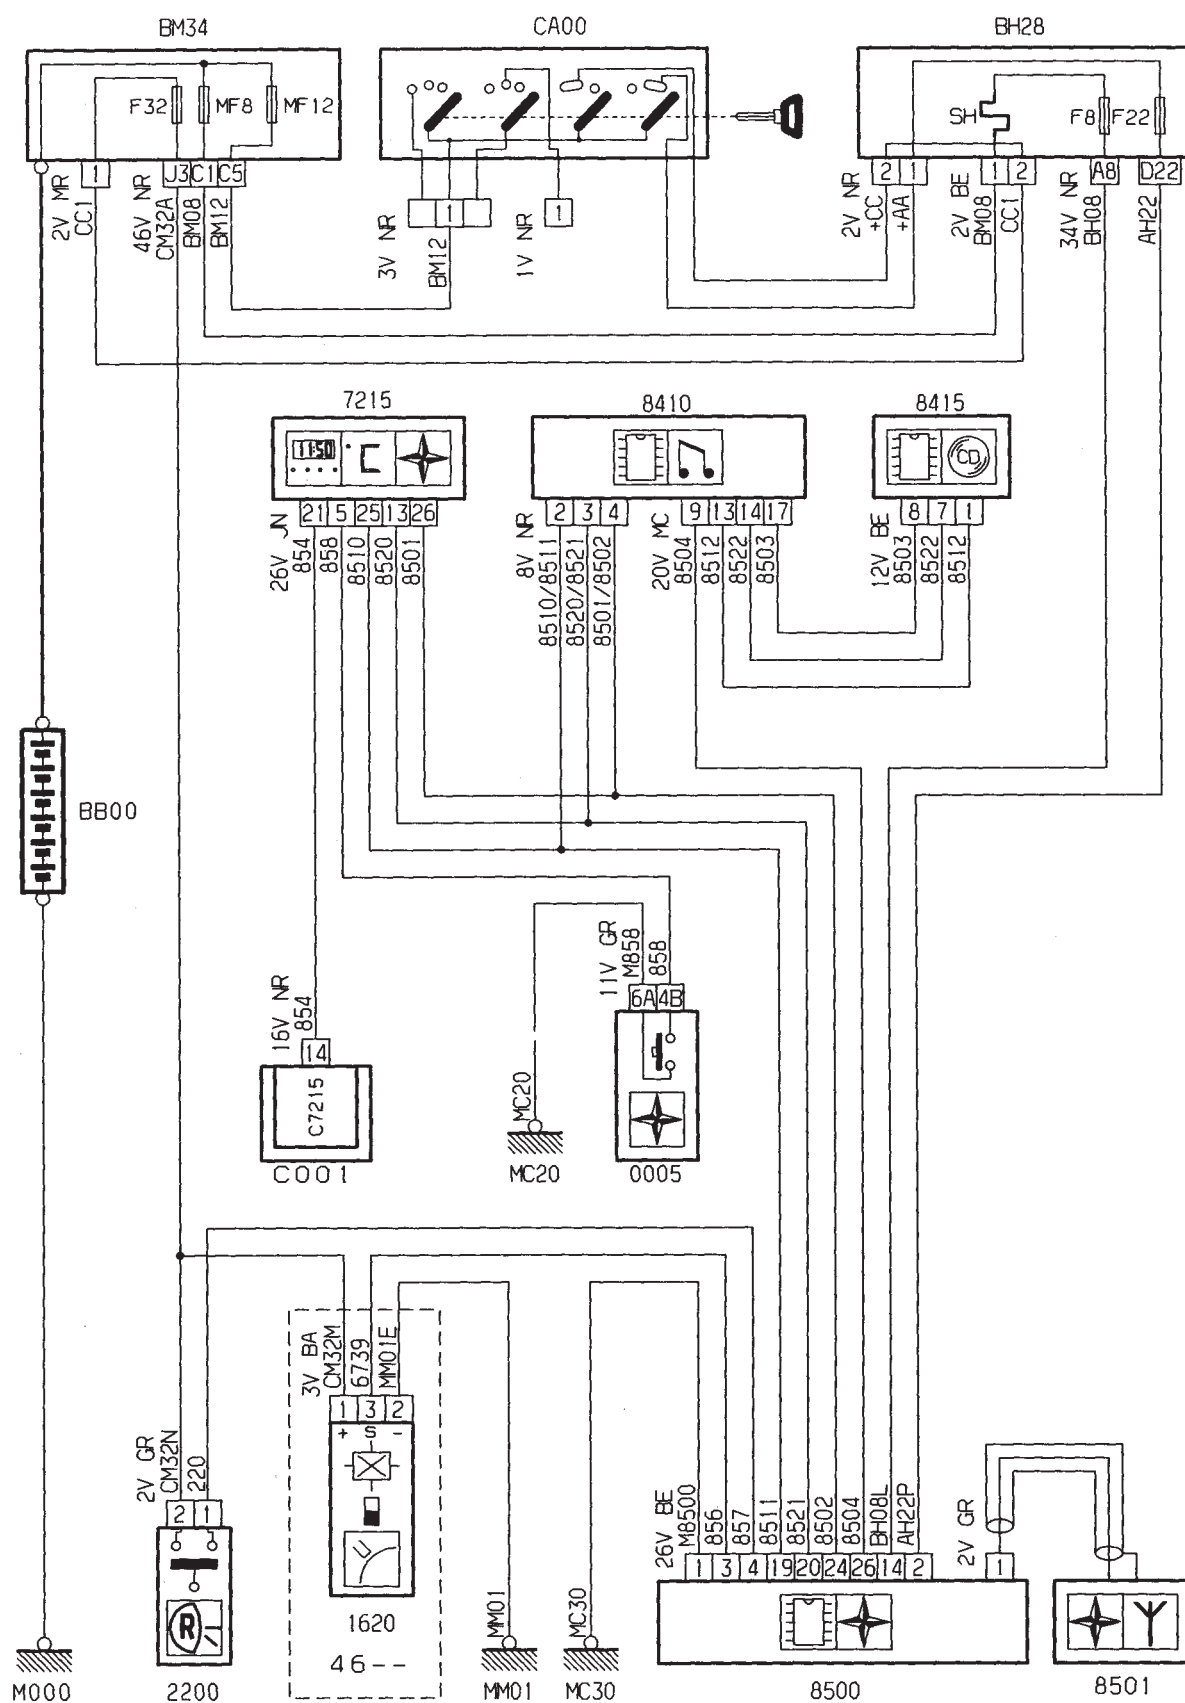 BM34 CA00 BH28
F32 MF8 MF12
SH F8 F22
1 J3 C1 C5
2V MR
CC1
46V NR
CM32A
BM08
BM12
1
3V NR
BM12
1V NR
1
2 1 1 2 A8 D22
2V NR
+CC
+AA
2V BE
BM08
CC1
34V NR
BH08
AH22
7215 8410 8415
11:50 °C
CD
21 5 25 13 26
26V JN
854
858
8510
8520
8501
2 3 4
8V NR
8510/8511
8520/8521
8501/8502
9 13 14 17
20V MC
8504
8512
8522
8503
8 7 1
12V BE
8503
8522
8512
BB00
11V GR
M858
858
6A 4B
16V NR
854
14
C7215
C001
MC20
MC20
0005
3V BA
CM32M
6739
MM01E
1 3 2
+ S -
U
1620
46--
2V GR
CM32N
220
2 1
R
2200
M000
MM01
MM01
MC30
MC30
26V BE
M8500
856
857
8511
8521
8502
8504
BH08L
AH22P
1 3 4 19 20 24 26 14 2
2V GR
1
8500
8501